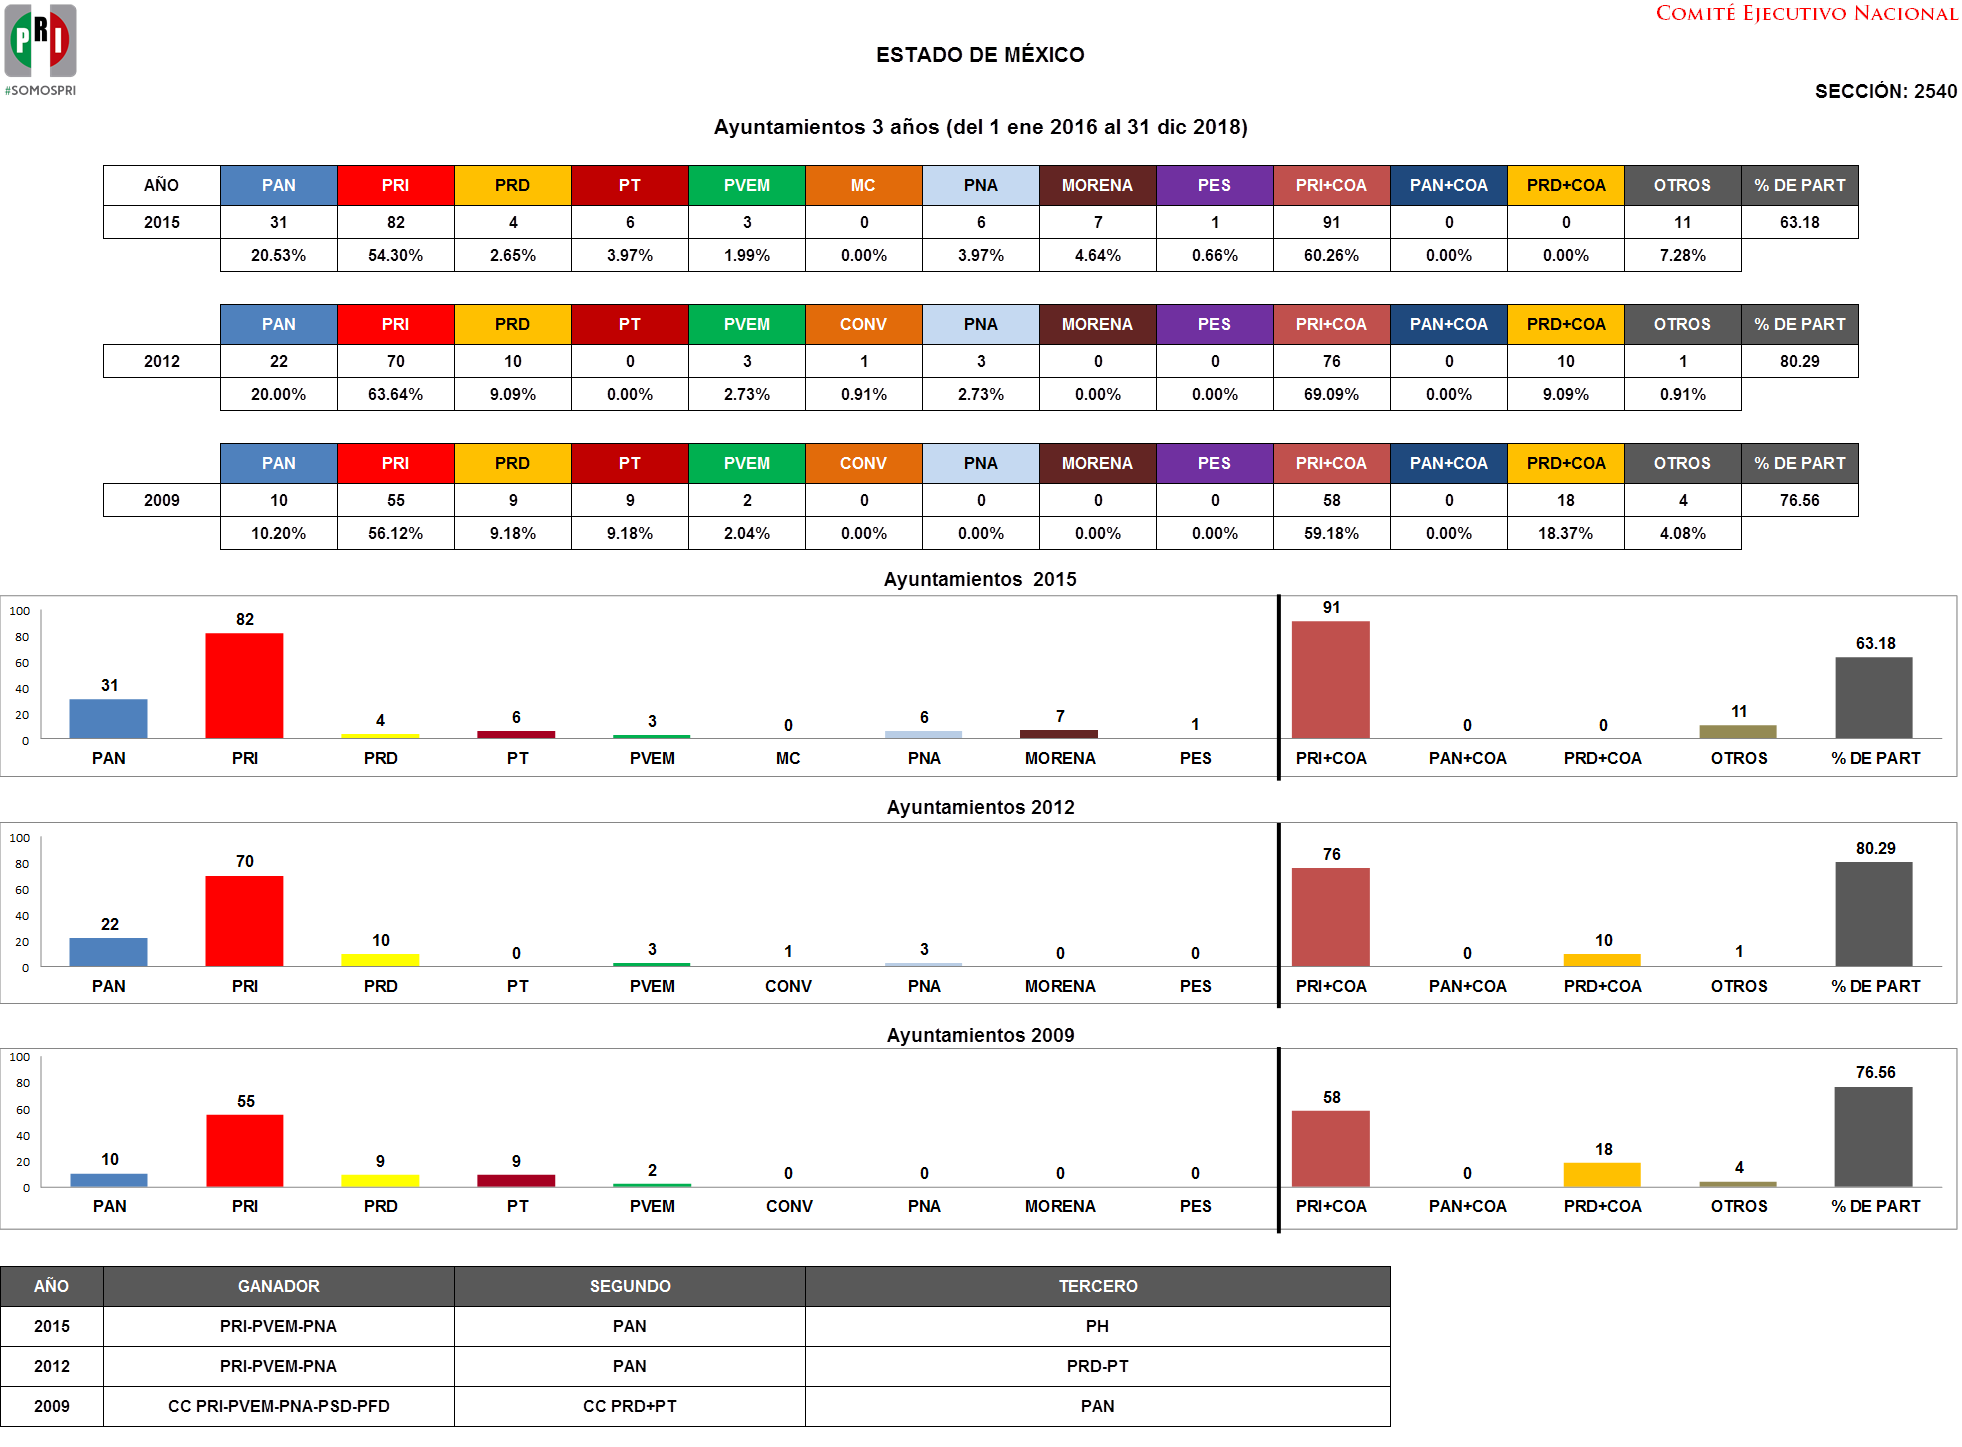 PRI
#SOMOSPRI
COMITÉ EJECUTIVO NACIONAL
ESTADO DE MÉXICO
SECCIÓN: 2540
Ayuntamientos 3 años (del 1 ene 2016 al 31 dic 2018)
AÑO PAN PRI PRD PT PVEM MC PNA MORENA PES PRI+COA PAN+COA PRD+COA OTROS % DE PART
2015 31 82 4 6 3 0 6 7 1 91 0 0 11 63.18
20.53% 54.30% 2.65% 3.97% 1.99% 0.00% 3.97% 4.64% 0.66% 60.26% 0.00% 0.00% 7.28%
PAN PRI PRD PT PVEM CONV PNA MORENA PES PRI+COA PAN+COA PRD+COA OTROS % DE PART
2012 22 70 10 0 3 1 3 0 0 76 0 10 1 80.29
20.00% 63.64% 9.09% 0.00% 2.73% 0.91% 2.73% 0.00% 0.00% 69.09% 0.00% 9.09% 0.91%
PAN PRI PRD PT PVEM CONV PNA MORENA PES PRI+COA PAN+COA PRD+COA OTROS % DE PART
2009 10 55 9 9 2 0 0 0 0 58 0 18 4 76.56
10.20% 56.12% 9.18% 9.18% 2.04% 0.00% 0.00% 0.00% 0.00% 59.18% 0.00% 18.37% 4.08%
Ayuntamientos 2015
100
80
60
40
20
0
31 82 4 6 3 0 6 7 1 91 0 0 11 63.18
PAN PRI PRD PT PVEM MC PNA MORENA PES PRI+COA PAN+COA PRD+COA OTROS % DE PART
Ayuntamientos 2012
100
80
60
40
20
0
22 70 10 0 3 1 3 0 0 76 0 10 1 80.29
PAN PRI PRD PT PVEM CONV PNA MORENA PES PRI+COA PAN+COA PRD+COA OTROS % DE PART
Ayuntamientos 2009
100
80
60
40
20
0
10 55 9 9 2 0 0 0 0 58 0 18 4 76.56
PAN PRI PRD PT PVEM CONV PNA MORENA PES PRI+COA PAN+COA PRD+COA OTROS % DE PART
AÑO GANADOR SEGUNDO TERCERO
2015 PRI-PVEM-PNA PAN PH
2012 PRI-PVEM-PNA PAN PRD-PT
2009 CC PRI-PVEM-PNA-PSD-PFD CC PRD+PT PAN